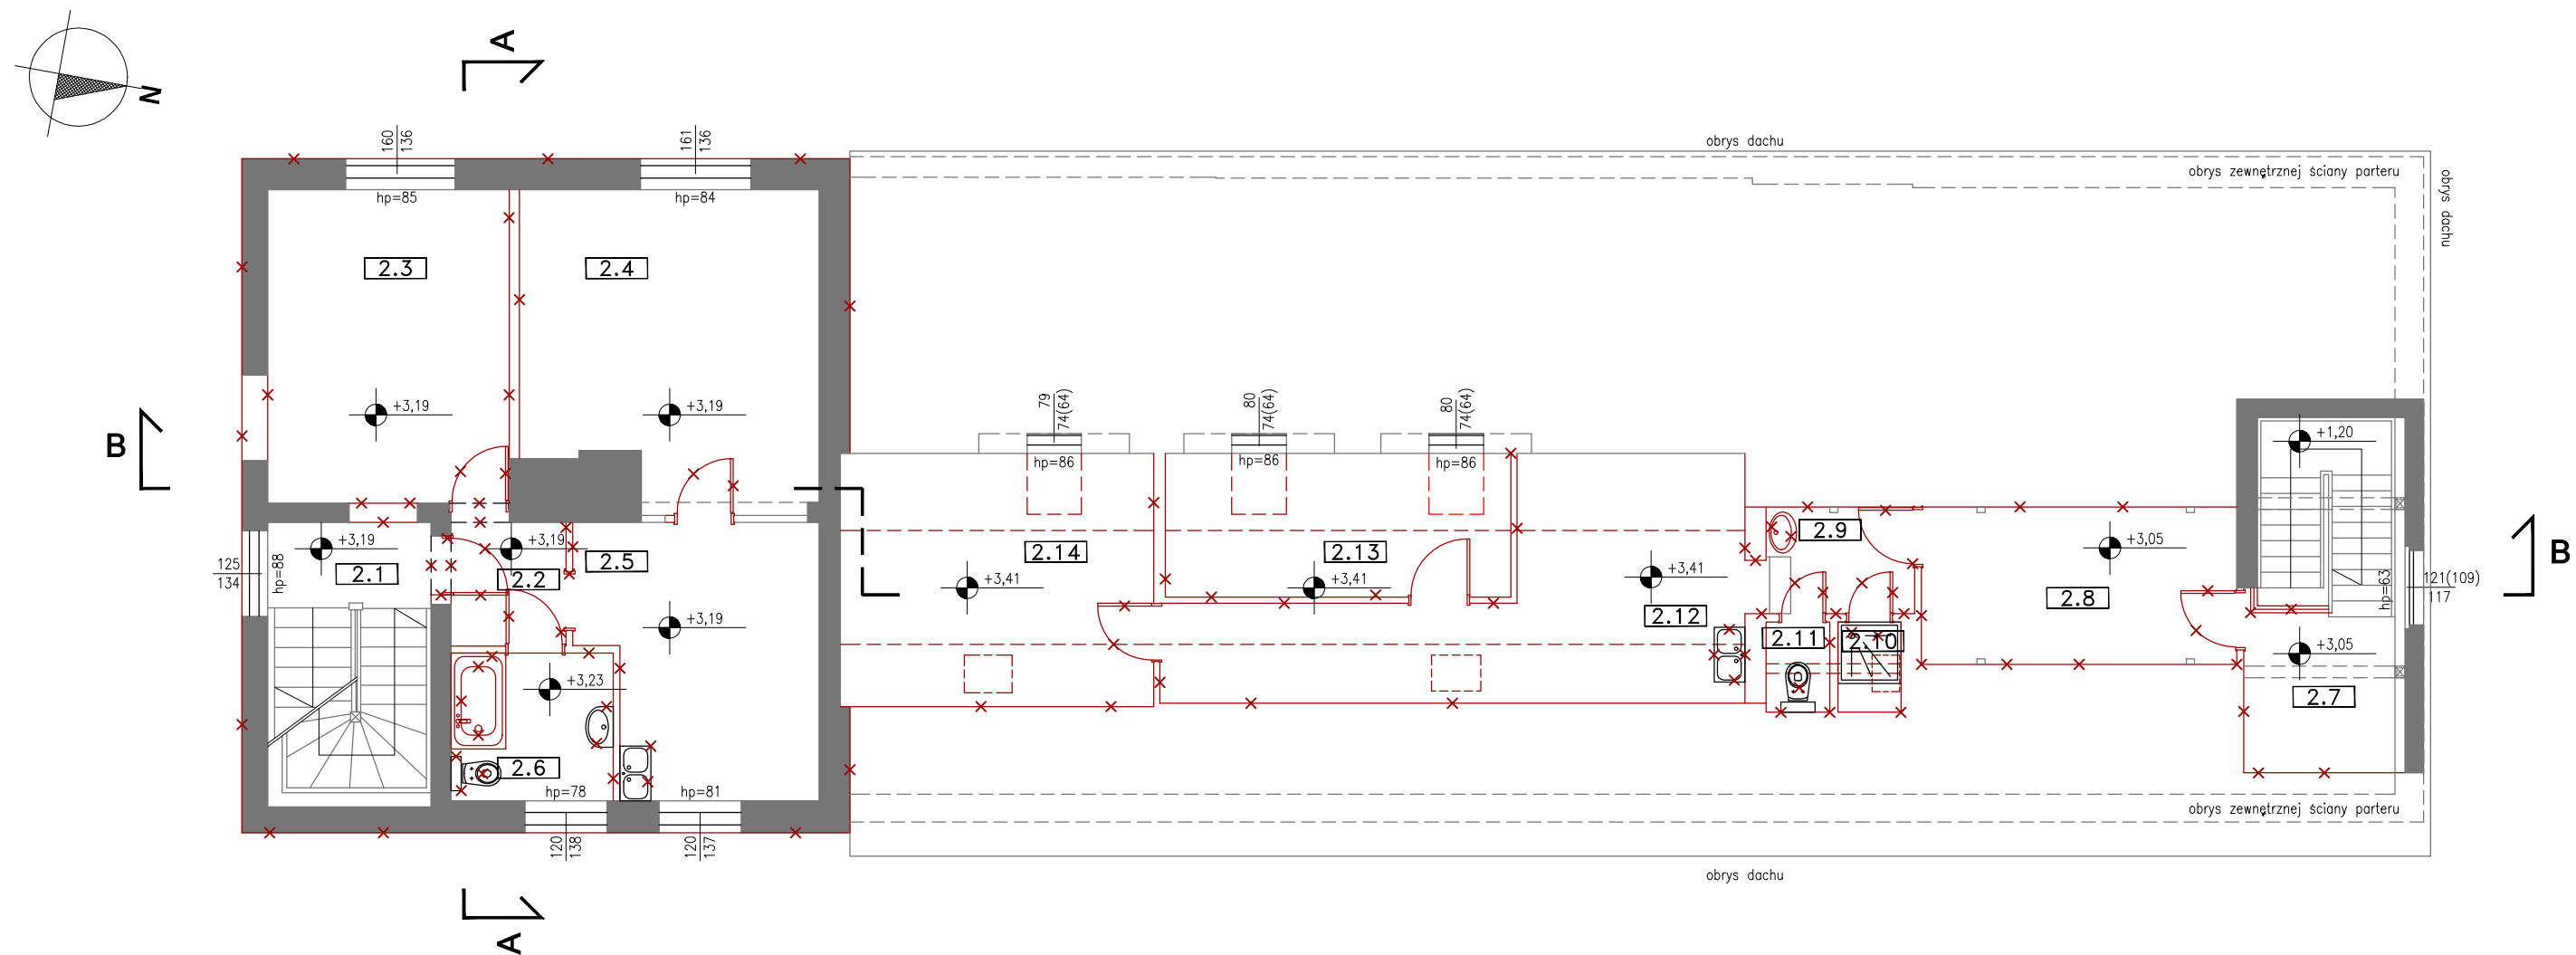 A
N
160
136
161
136
obrys dachu
obrys zewnętrznej ściany parteru
obrys dachu
hp=85
hp=84
2.3
2.4
79
74(64)
80
74(64)
80
74(64)
+3,19
+3,19
+1,20
B
hp=86
hp=86
hp=86
+3,19
+3,19
2.9
+3,05
B
125
134
hp=88
2.1
2.2
2.5
2.14
2.13
+3,41
+3,41
+3,41
2.8
hp=63
121(109)
117
2.12
+3,19
2.11
2.10
+3,05
+3,23
2.7
2.6
hp=78
hp=81
obrys zewnętrznej ściany parteru
120
138
120
137
obrys dachu
A